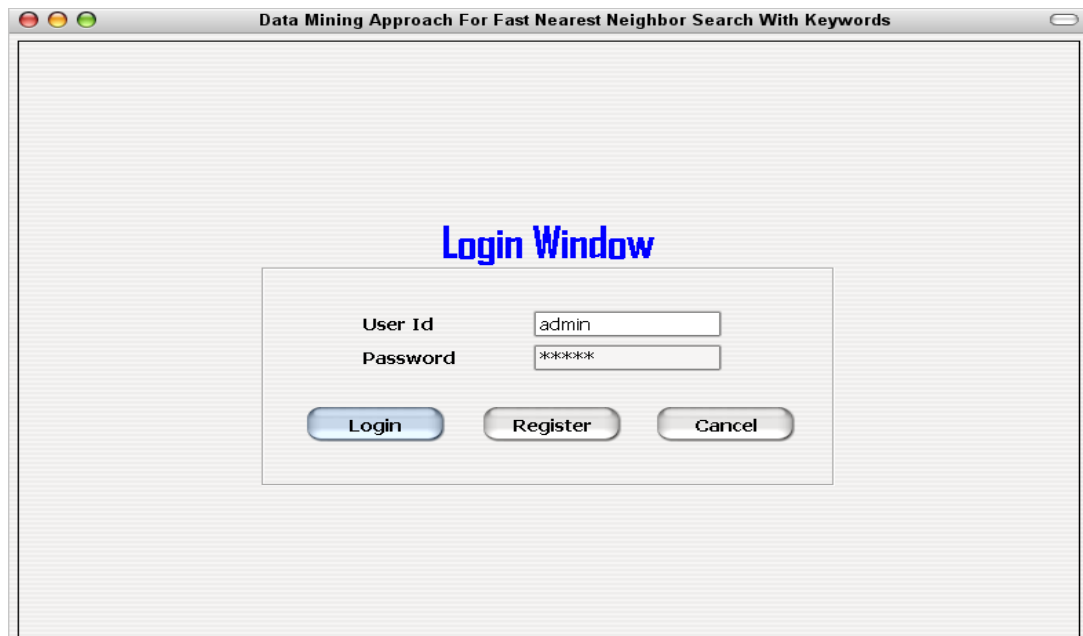 Data Mining Approach For Fast Nearest Neighbor Search With Keywords
Login Window
User Id admin
Password *****
Login Register Cancel